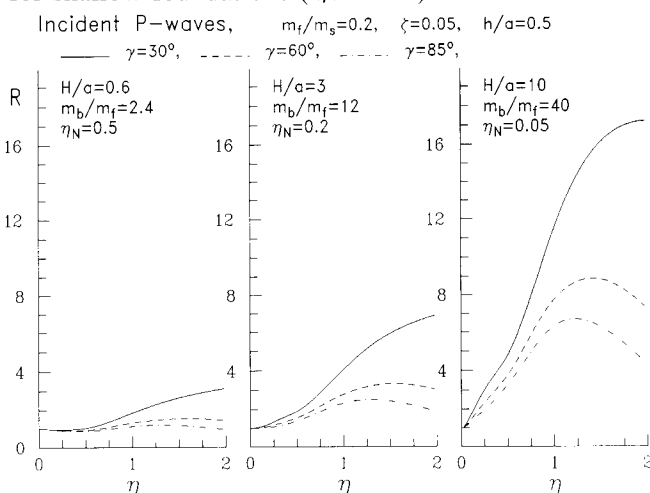 Incident P-waves, m_f/m_s=0.2, ζ=0.05, h/a=0.5
γ=30°, γ=60°, γ=85°,
R
H/a=0.6
m_b/m_f=2.4
η_N=0.5
16
12
8
4
0
0 1 2
η
H/a=3
m_b/m_f=12
η_N=0.2
16
12
8
4
0 1 2
η
H/a=10
m_b/m_f=40
η_N=0.05
16
12
8
4
0 1 2
η